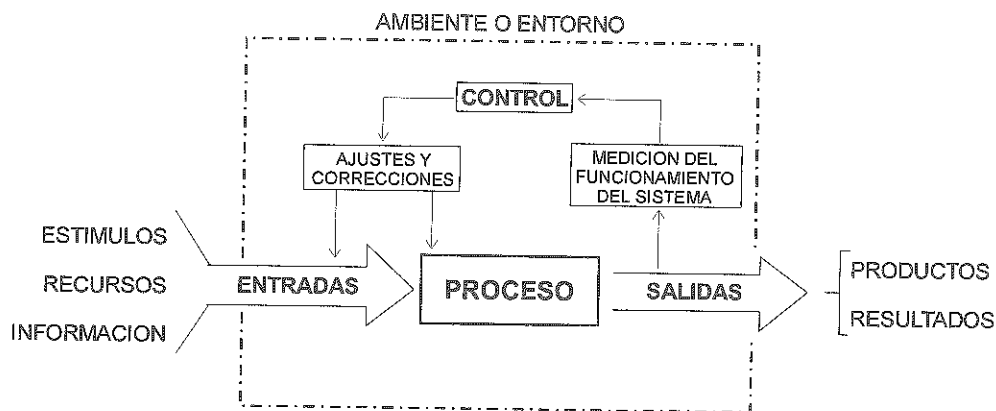 AMBIENTE O ENTORNO
CONTROL
AJUSTES Y
CORRECCIONES
MEDICION DEL
FUNCIONAMIENTO
DEL SISTEMA
ESTIMULOS
RECURSOS
INFORMACION
ENTRADAS
PROCESO
SALIDAS
PRODUCTOS
RESULTADOS